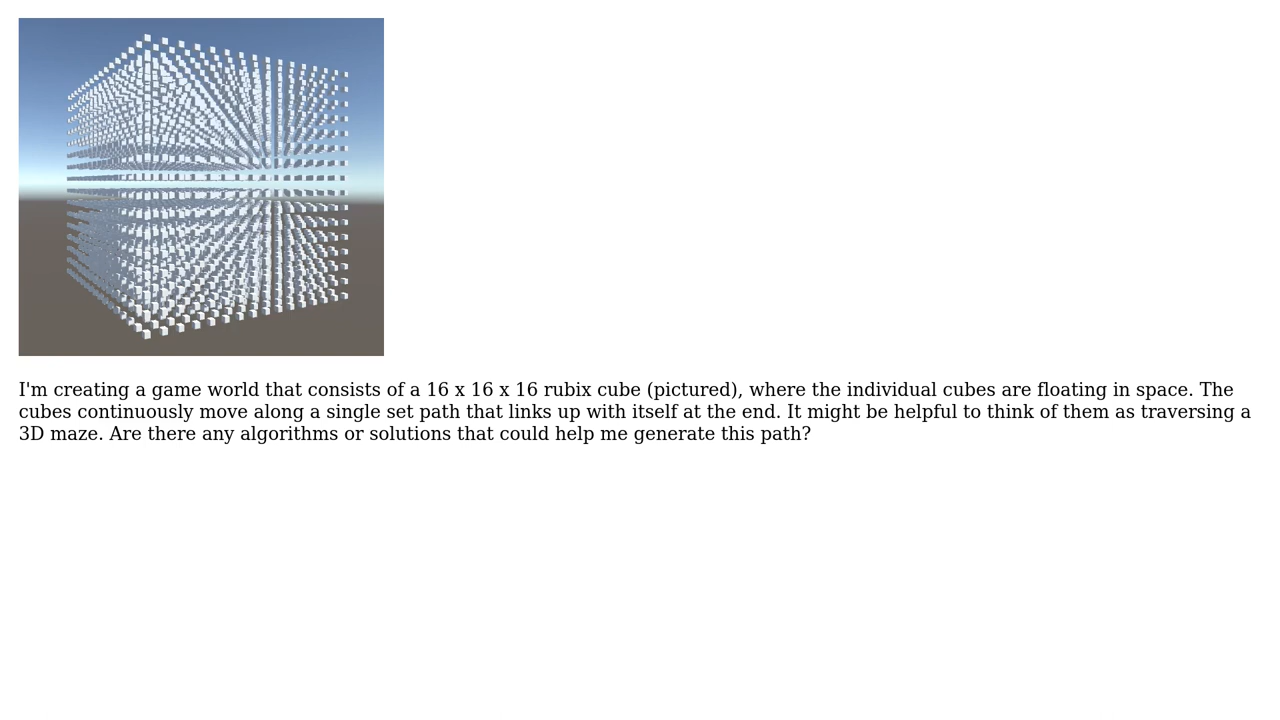 I'm creating a game world that consists of a 16 x 16 x 16 rubix cube (pictured), where the individual cubes are floating in space. The
cubes continuously move along a single set path that links up with itself at the end. It might be helpful to think of them as traversing a
3D maze. Are there any algorithms or solutions that could help me generate this path?